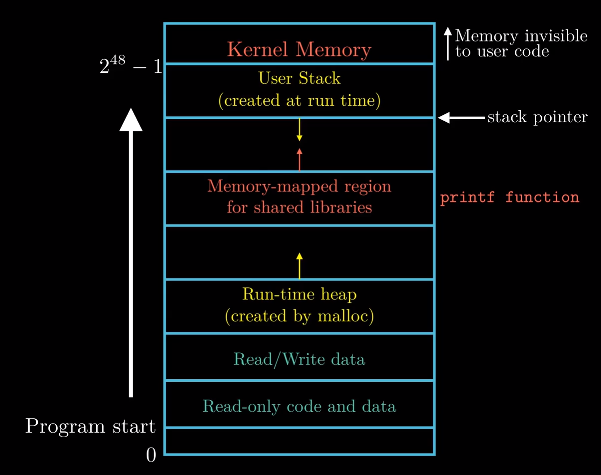 Kernel Memory
Memory invisible
to user code
2^48 − 1
User Stack
(created at run time)
stack pointer
Memory-mapped region
for shared libraries
printf function
Run-time heap
(created by malloc)
Read/Write data
Read-only code and data
Program start
0